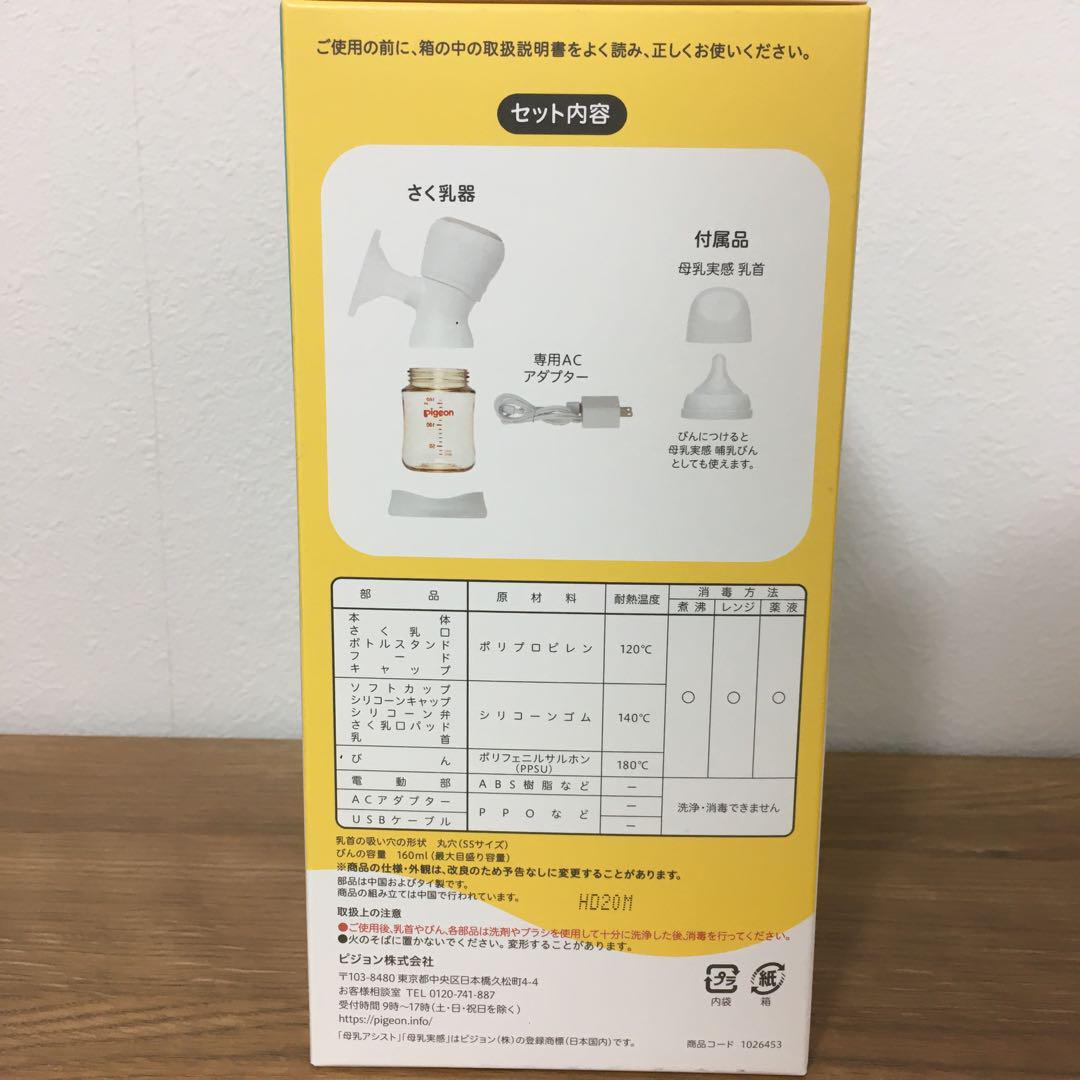 ご使用の前に、箱の中の取扱説明書をよく読み、正しくお使いください。
セット内容
さく乳器
付属品
母乳実感 乳首
専用AC
アダプター
pigeon
160
100
50
びんにつけると
母乳実感 哺乳びん
としても使えます。
部品 原材料 耐熱温度 消毒方法
煮沸 レンジ 薬液
本体
さく乳口
ボトルスタンド
フード
キャップ
ポリプロピレン 120℃
ソフトカップ
シリコーンキャップ
シリコーン弁
さく乳口パッド
乳首
シリコーンゴム 140℃
○ ○ ○
びん ポリフェニルサルホン
(PPSU) 180℃
電動部 ABS樹脂など ー
ACアダプター ー
USBケーブル PPOなど ー
洗浄・消毒できません
乳首の吸い穴の形状 丸穴(SSサイズ)
びんの容量 160ml(最大目盛り容量)
※商品の仕様・外観は、改良のため予告なしに変更することがあります。
部品は中国およびタイ製です。
商品の組み立ては中国で行われています。
HD20M
取扱上の注意
●ご使用後、乳首やびん、各部品は洗剤やブラシを使用して十分に洗浄した後、消毒を行ってください。
●火のそばに置かないでください。変形することがあります。
ピジョン株式会社
〒103-8480 東京都中央区日本橋久松町4-4
お客様相談室 TEL 0120-741-887
受付時間 9時〜17時(土・日・祝日を除く)
https://pigeon.info/
プラ 紙
内袋 箱
「母乳アシスト」「母乳実感」はピジョン(株)の登録商標(日本国内)です。
商品コード 1026453